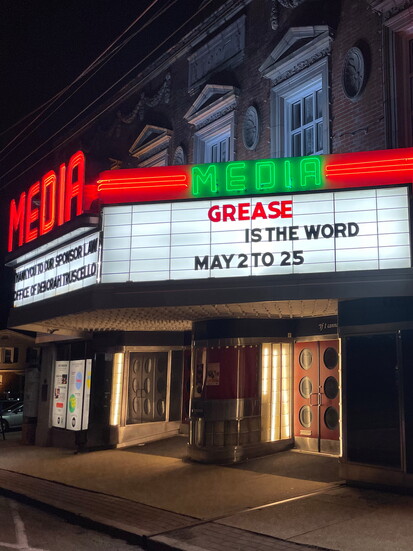 MEDIA
MEDIA
GREASE
IS THE WORD
MAY 2 TO 25
THANK YOU TO OUR SPONSOR LAW
OFFICE OF DEBORAH TRUSCELLO